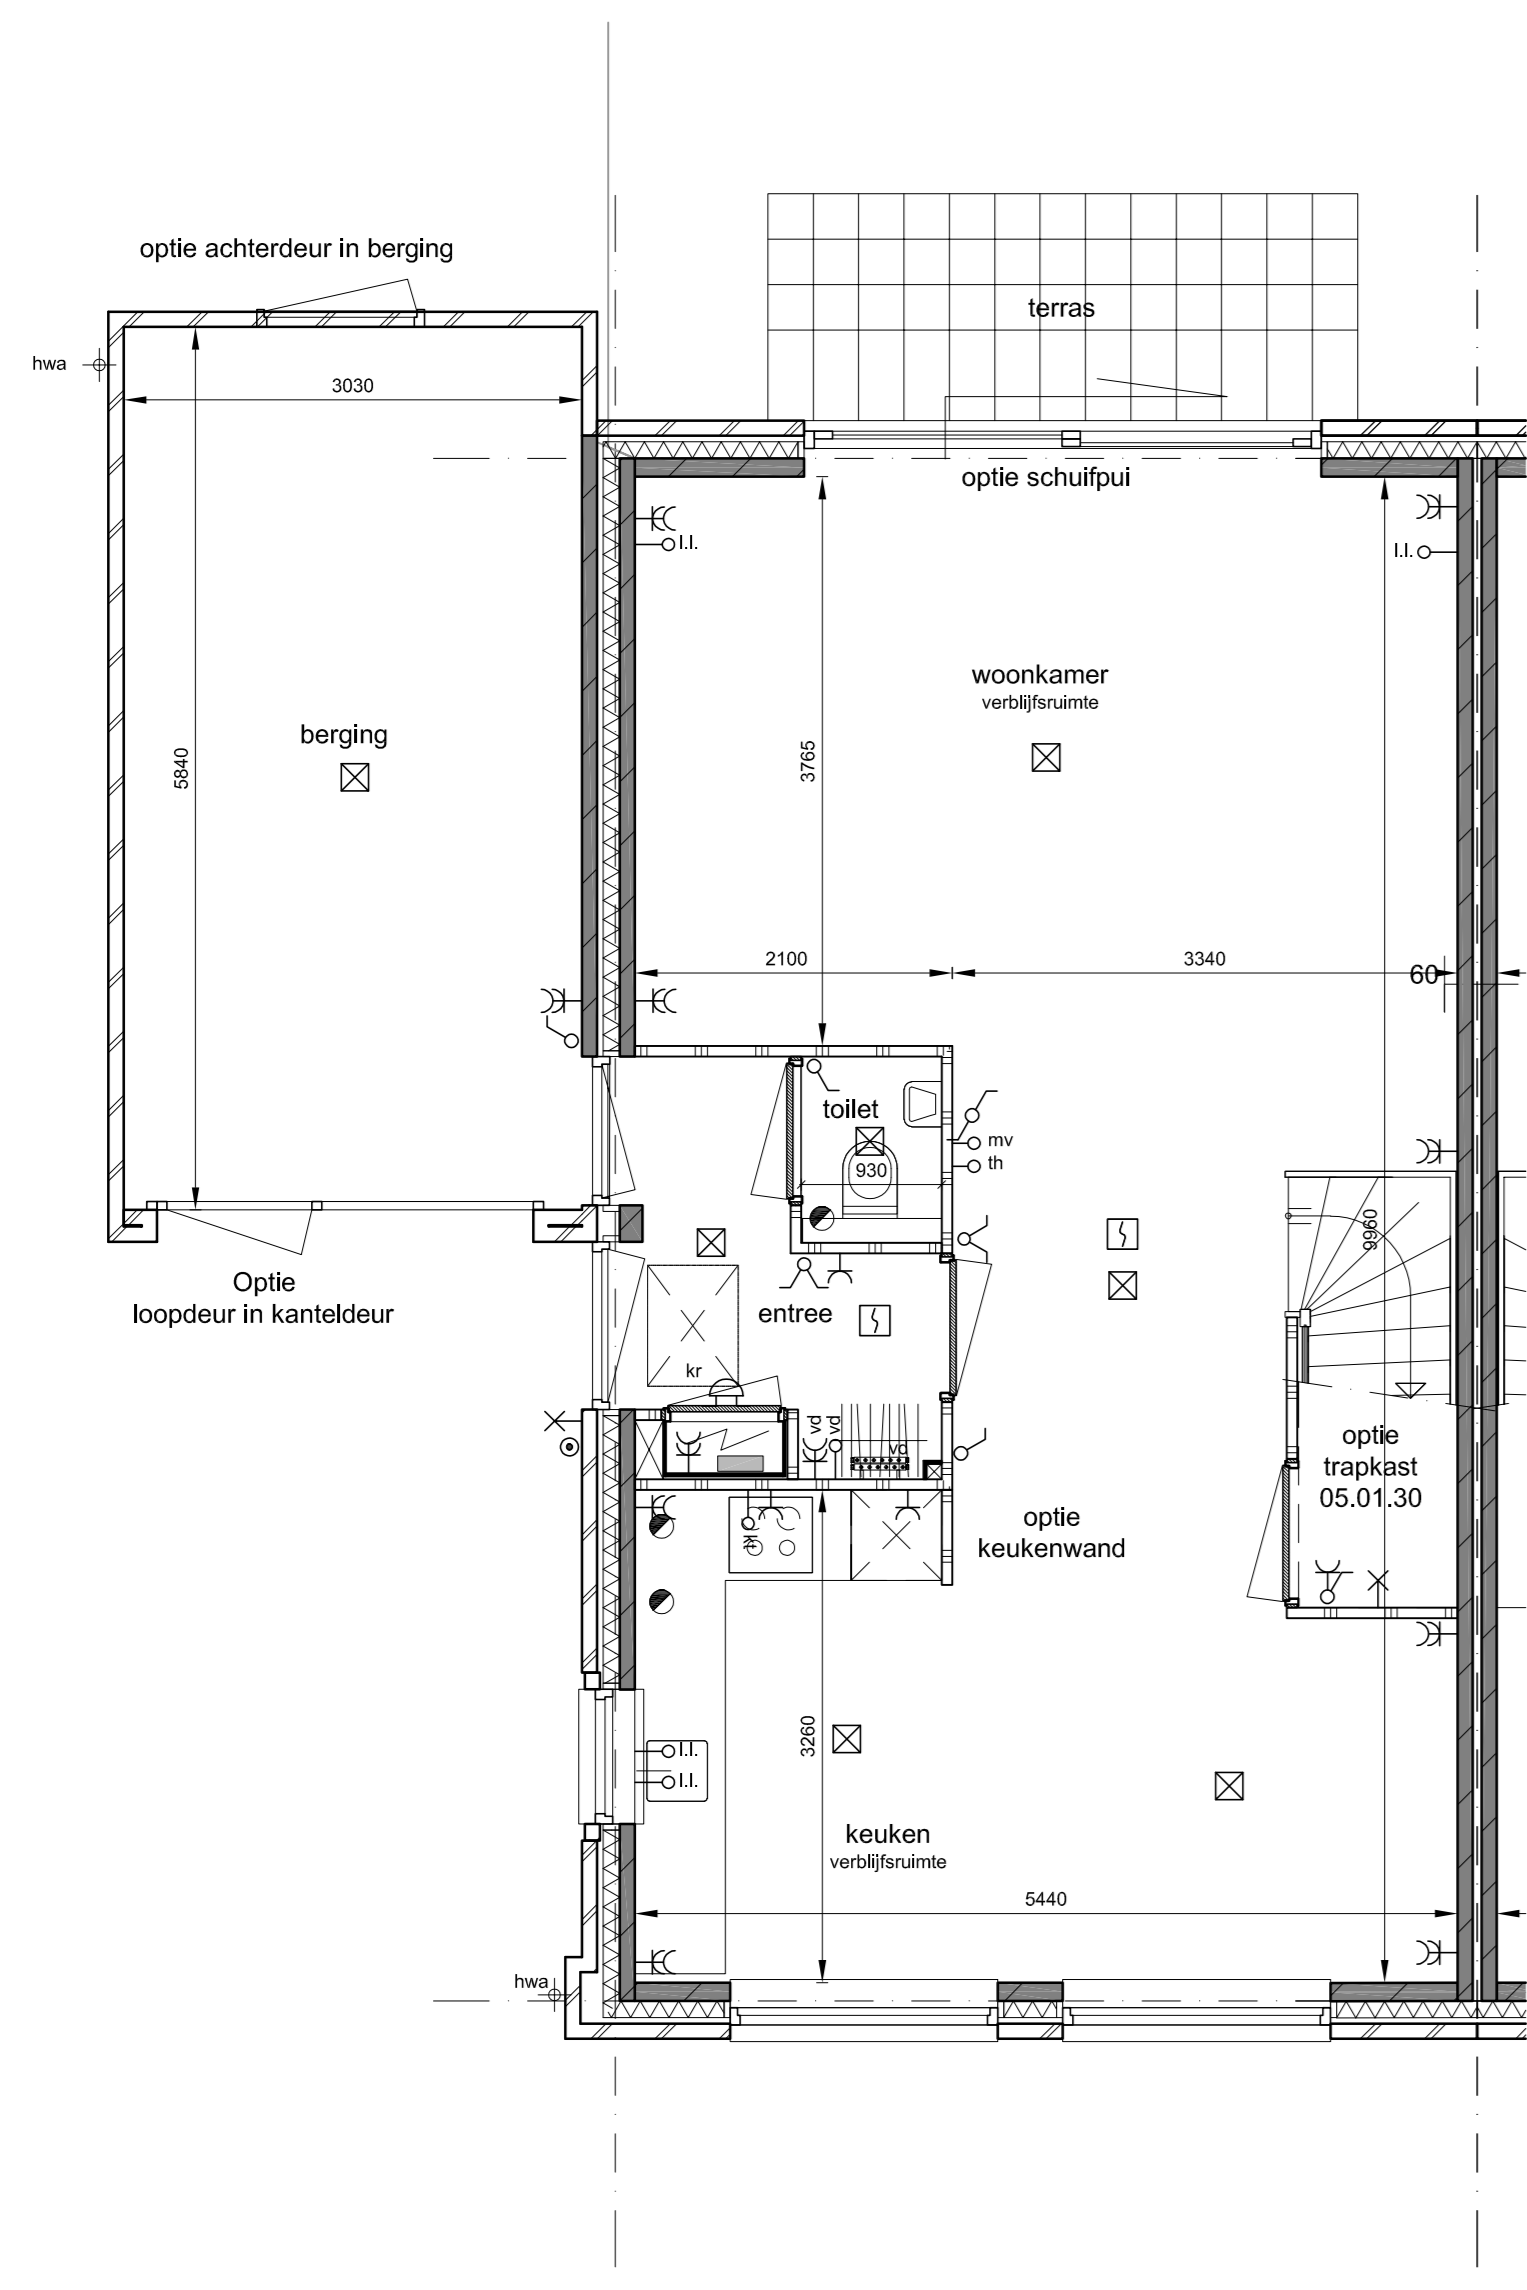 optie achterdeur in berging
terras
hwa
3030
optie schuifpui
l.l.
l.l.
woonkamer
verblijfsruimte
berging
5840
3765
2100
3340
60
toilet
mv
th
930
9960
Optie
loopdeur in kanteldeur
entree
kr
vd
vd
vd
optie
trapkast
05.01.30
optie
keukenwand
kt
3260
l.l.
l.l.
keuken
verblijfsruimte
5440
hwa